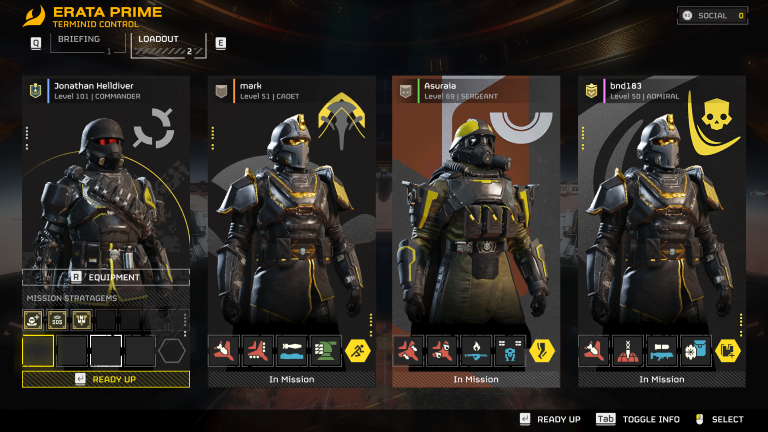 ERATA PRIME
TERMINID CONTROL
SOCIAL 0
Q BRIEFING 1 LOADOUT 2 E
Jonathan Helldiver
Level 101 | COMMANDER
mark
Level 51 | CADET
Asurala
Level 69 | SERGEANT
bnd183
Level 50 | ADMIRAL
R / EQUIPMENT
MISSION STRATAGEMS
SOS
READY UP
In Mission
In Mission
In Mission
READY UP Tab TOGGLE INFO SELECT